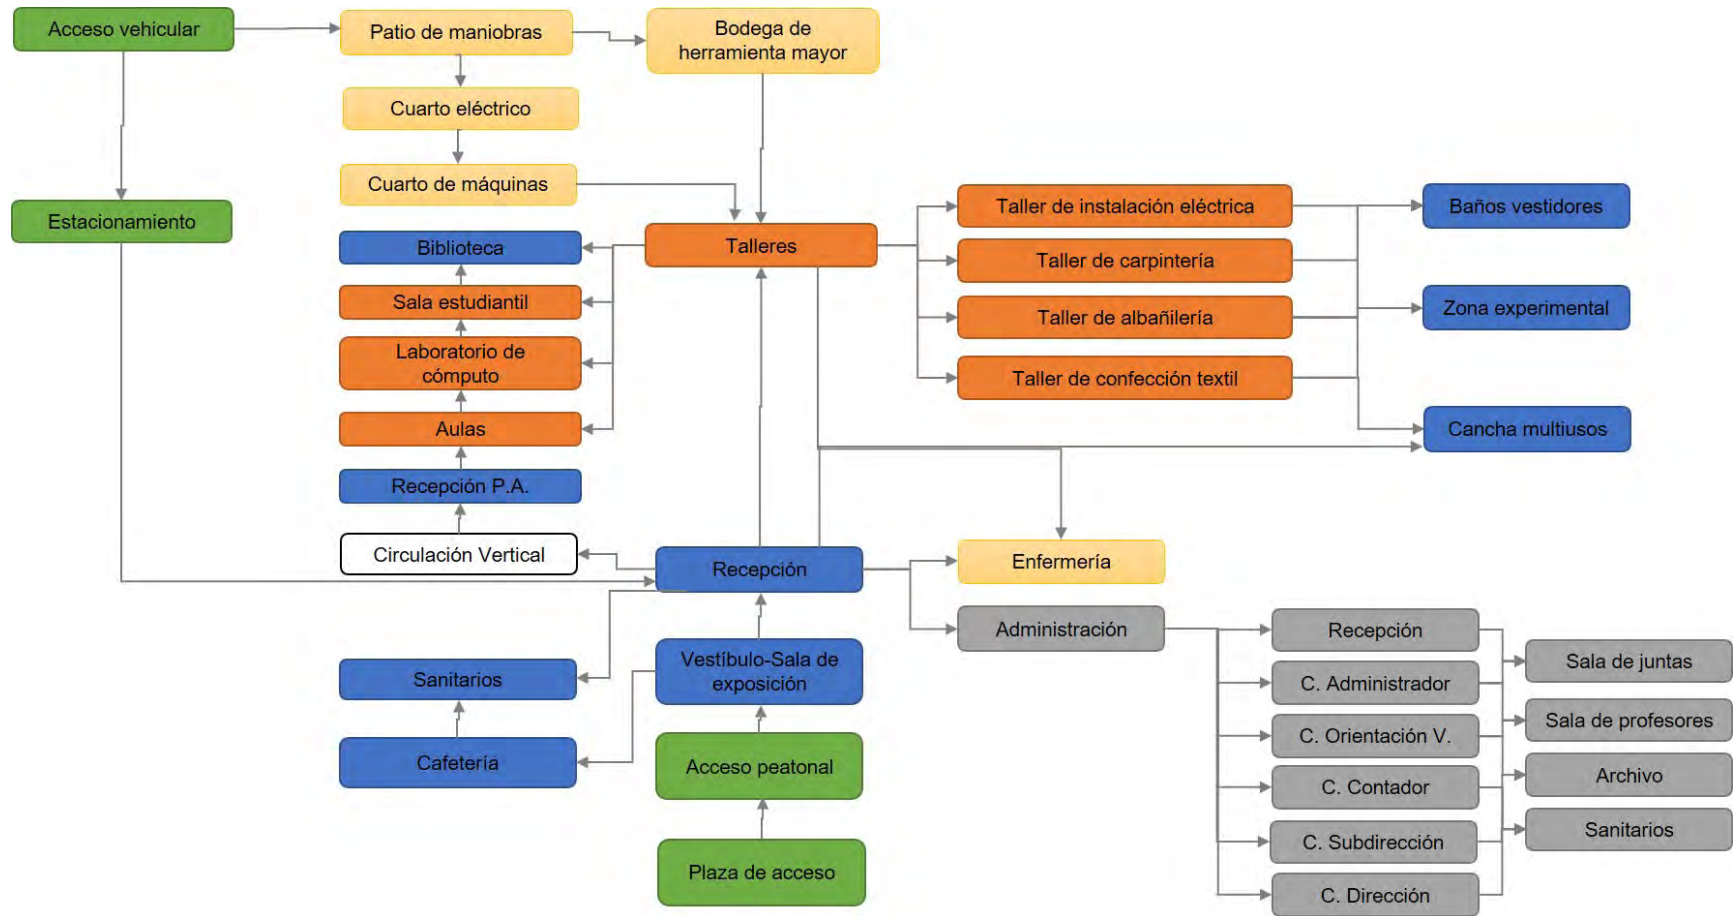 Acceso vehicular
Patio de maniobras
Bodega de
herramienta mayor
Cuarto eléctrico
Cuarto de máquinas
Estacionamiento
Talleres
Biblioteca
Sala estudiantil
Laboratorio de
cómputo
Aulas
Recepción P.A.
Circulación Vertical
Taller de instalación eléctrica
Taller de carpintería
Taller de albañilería
Taller de confección textil
Baños vestidores
Zona experimental
Cancha multiusos
Recepción
Enfermería
Administración
Sanitarios
Vestíbulo-Sala de
exposición
Cafetería
Acceso peatonal
Plaza de acceso
Recepción
C. Administrador
C. Orientación V.
C. Contador
C. Subdirección
C. Dirección
Sala de juntas
Sala de profesores
Archivo
Sanitarios